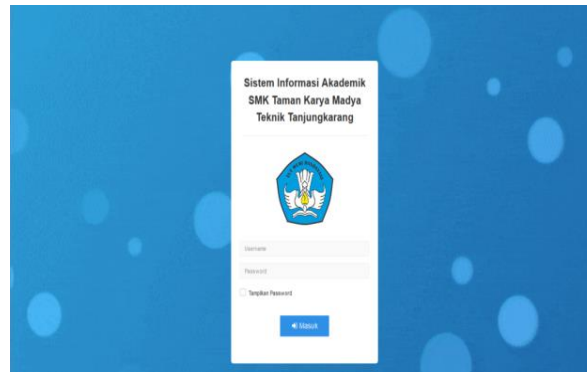 Sistem Informasi Akademik
SMK Taman Karya Madya
Teknik Tanjungkarang
Username
Password
Tampilkan Password
Masuk